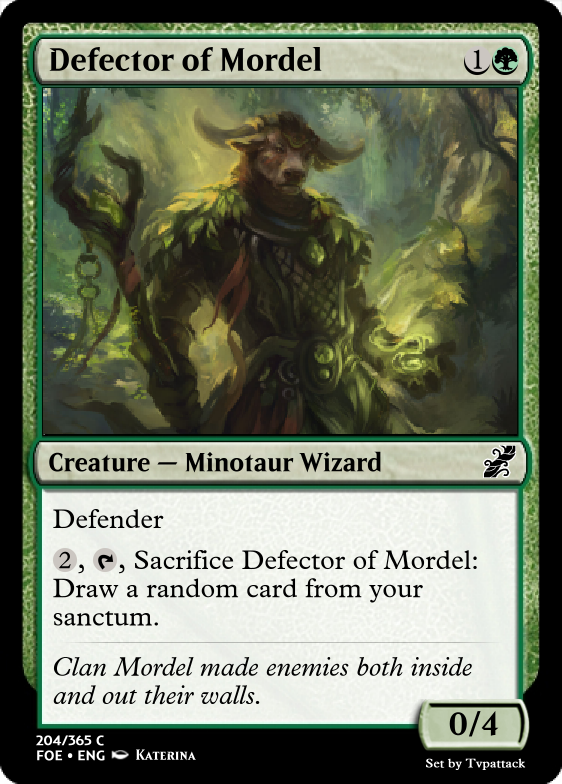 Defector of Mordel 1
Creature — Minotaur Wizard
Defender
2, , Sacrifice Defector of Mordel:
Draw a random card from your
sanctum.
Clan Mordel made enemies both inside
and out their walls.
0/4
204/365 C
FOE • ENG KATERINA
Set by Tvpattack